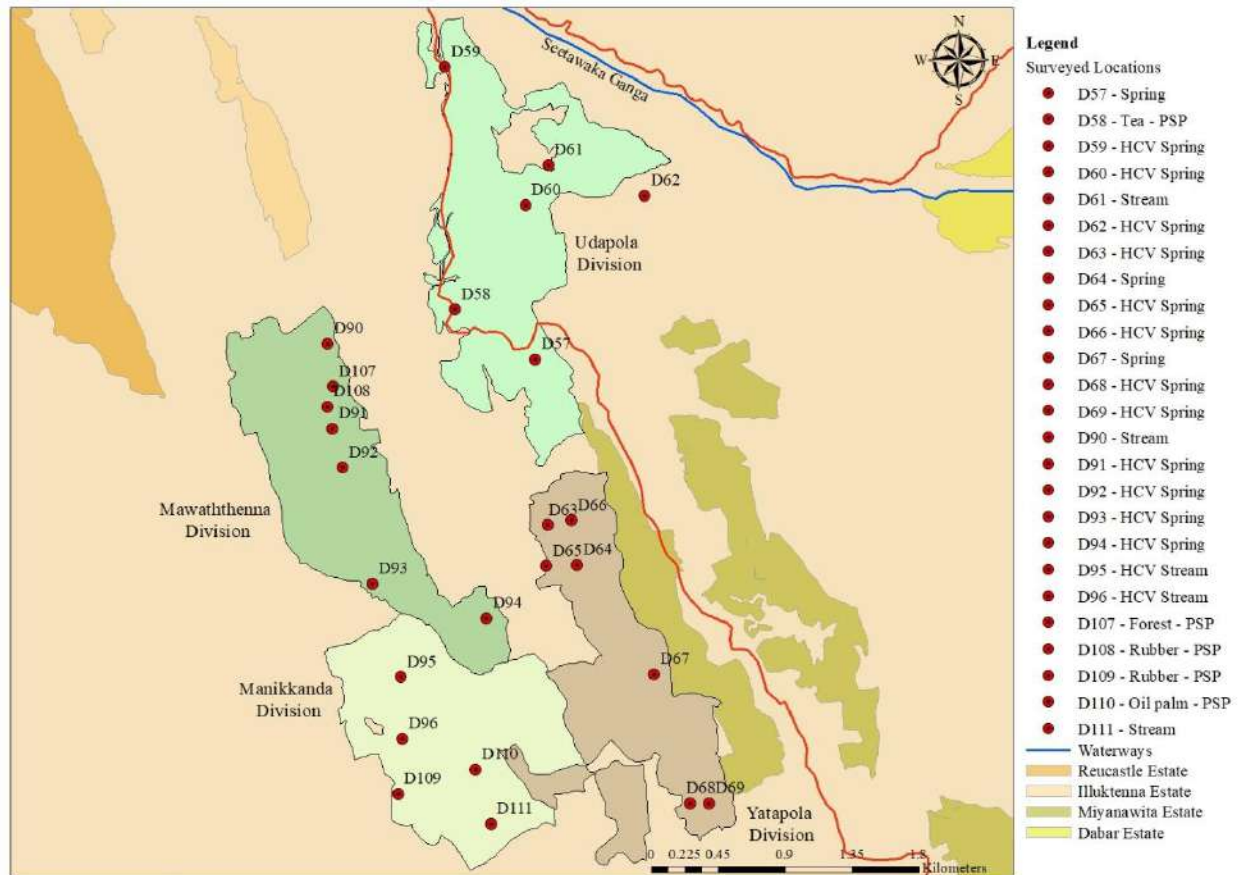 D59
Seetawaka Ganga
N
W E
S
D61
D60
D62
Udapola
Division
D58
D57
D90
D107
D108
D91
D92
Mawaththenna
Division
D63
D66
D65
D64
D93
D94
D95
D67
Manikkanda
Division
D96
D110
D109
D111
D68
D69
Yatapola
Division
0 0.225 0.45 0.9 1.35 1.8
Kilometers
Legend
Surveyed Locations
D57 - Spring
D58 - Tea - PSP
D59 - HCV Spring
D60 - HCV Spring
D61 - Stream
D62 - HCV Spring
D63 - HCV Spring
D64 - Spring
D65 - HCV Spring
D66 - HCV Spring
D67 - Spring
D68 - HCV Spring
D69 - HCV Spring
D90 - Stream
D91 - HCV Spring
D92 - HCV Spring
D93 - HCV Spring
D94 - HCV Spring
D95 - HCV Stream
D96 - HCV Stream
D107 - Forest - PSP
D108 - Rubber - PSP
D109 - Rubber - PSP
D110 - Oil palm - PSP
D111 - Stream
Waterways
Reucastle Estate
Illuktenna Estate
Miyanawita Estate
Dabar Estate